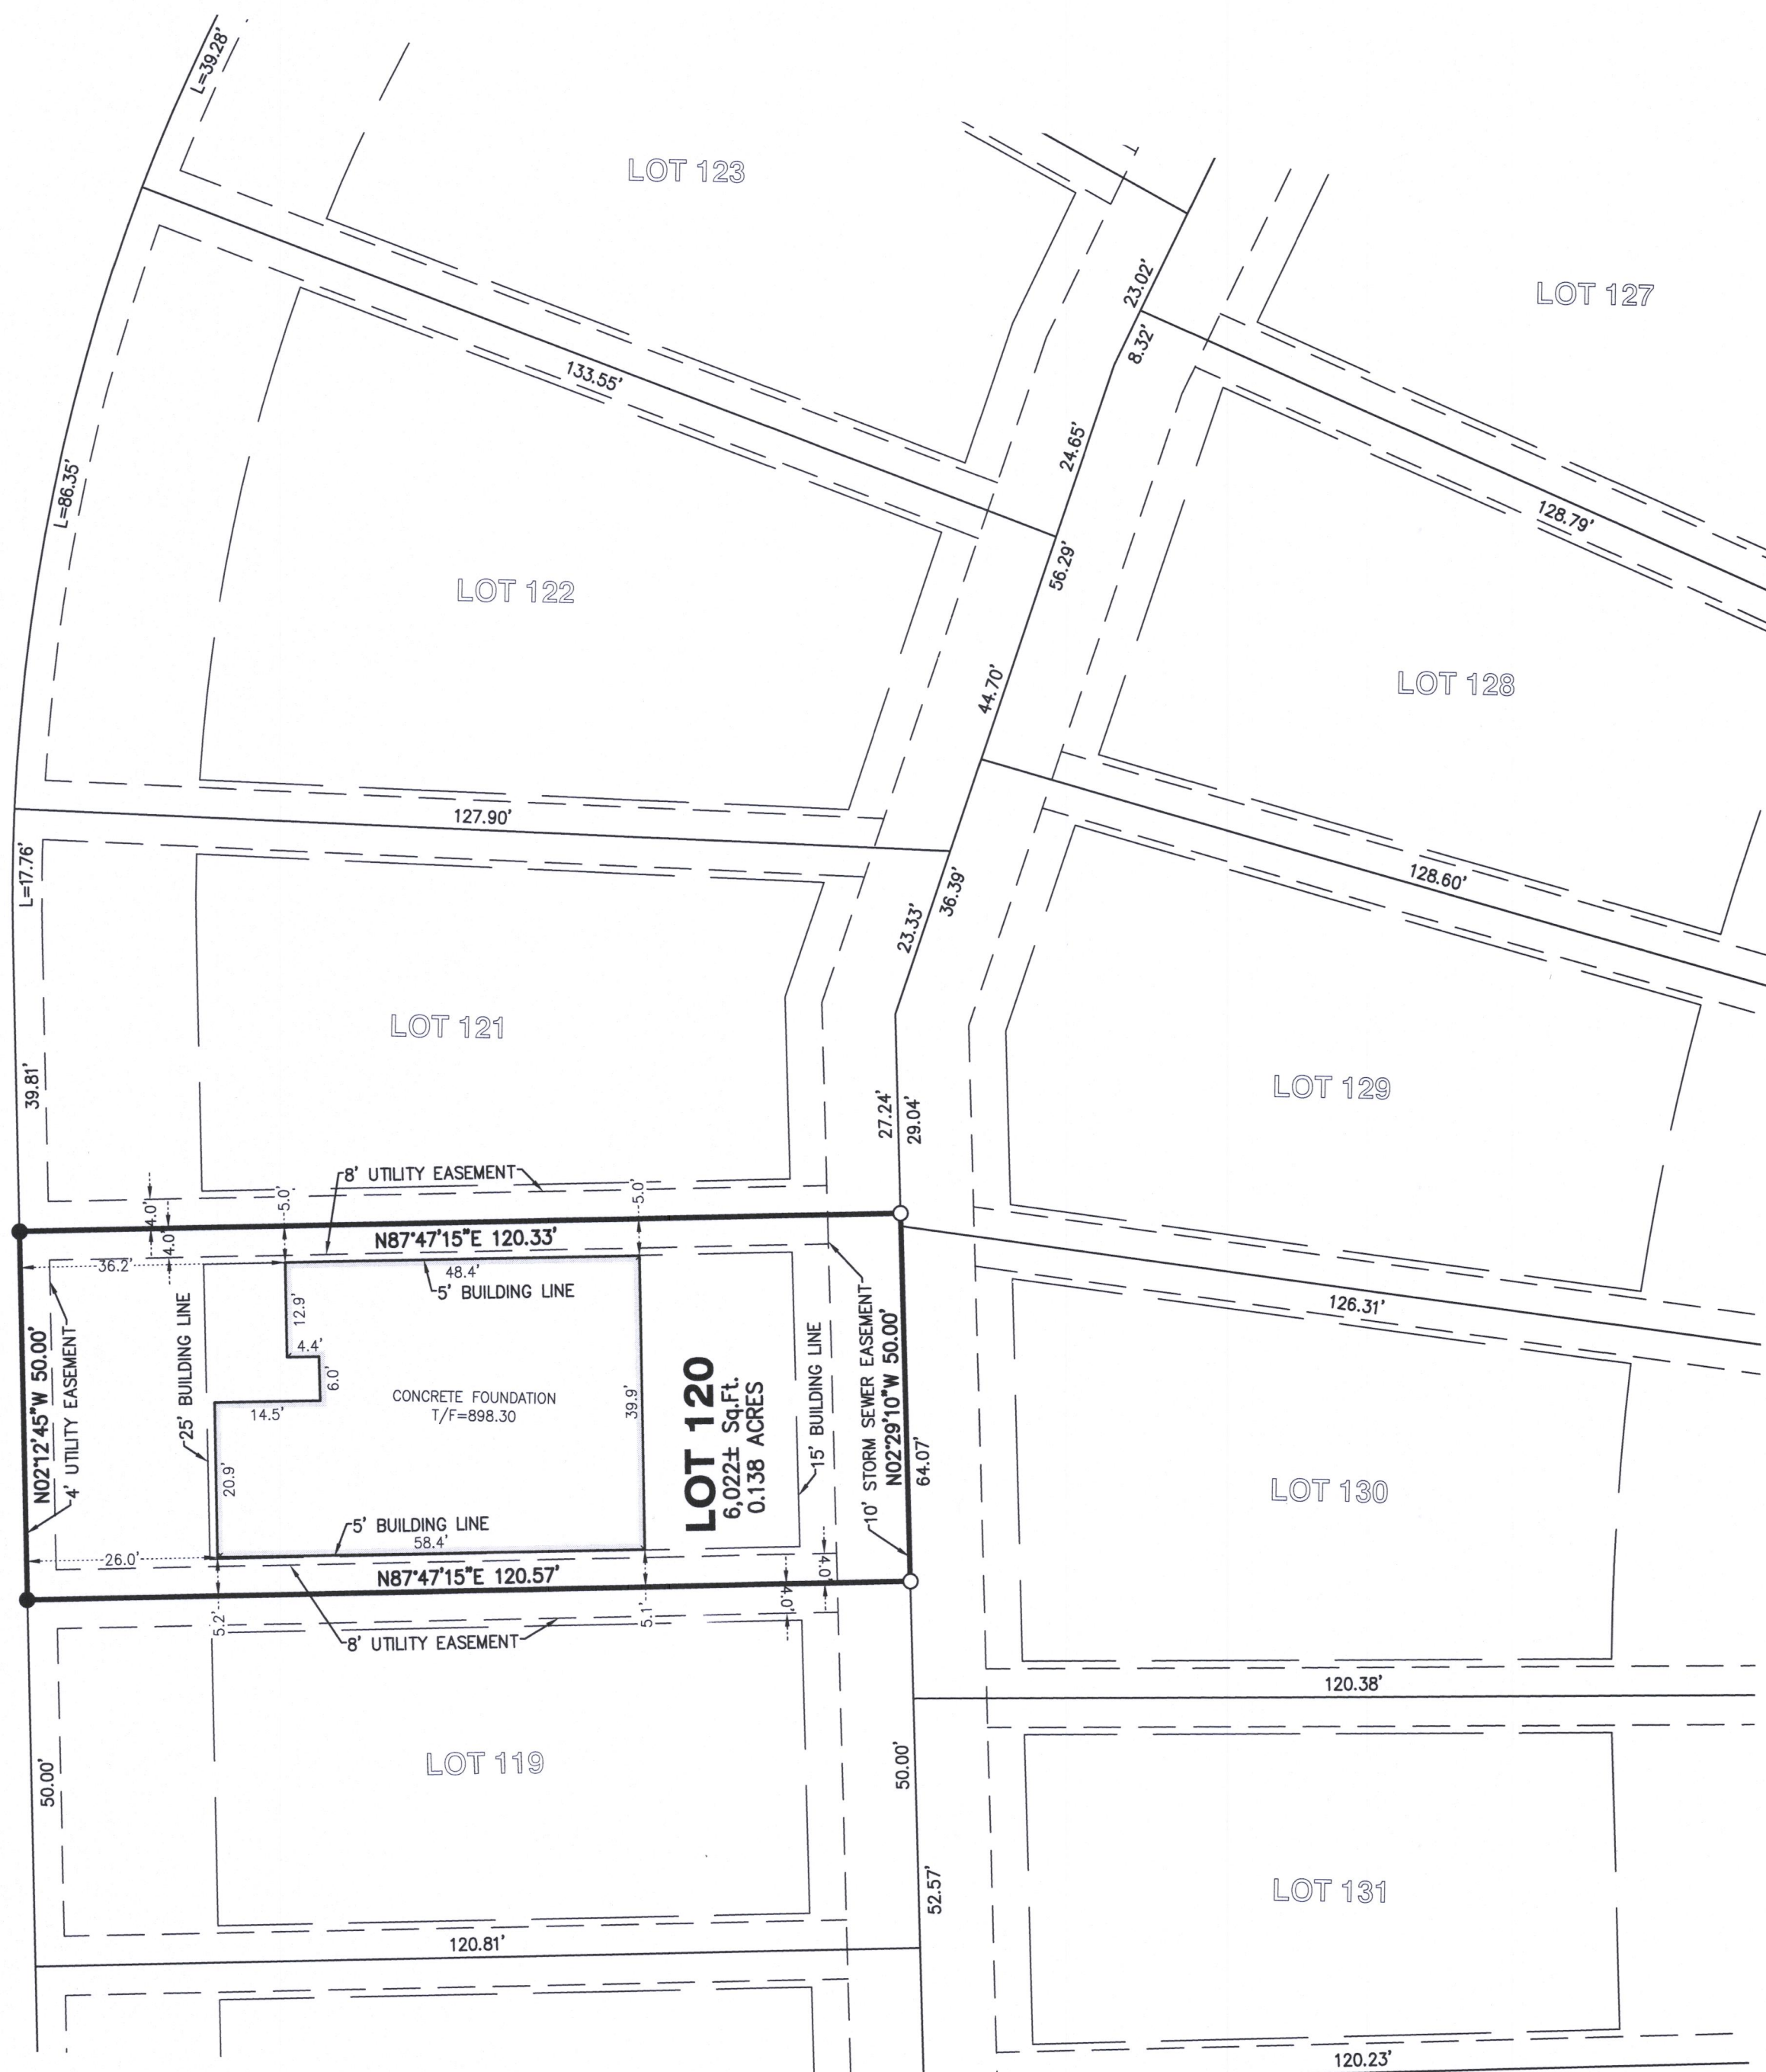 L=39.28'
LOT 123
LOT 127
23.02'
8.32'
133.55'
24.65'
L=86.35'
128.79'
56.29'
LOT 122
44.70'
LOT 128
127.90'
L=17.76'
128.60'
36.39'
23.33'
LOT 121
39.81'
LOT 129
27.24'
29.04'
8' UTILITY EASEMENT
4.0'
5.0'
5.0'
4.0'
N87°47'15"E 120.33'
36.2'
48.4'
5' BUILDING LINE
12.9'
126.31'
4.4'
6.0'
N02°12'45"W 50.00'
4' UTILITY EASEMENT
25' BUILDING LINE
CONCRETE FOUNDATION
T/F=898.30
39.9'
LOT 120
6,022± Sq.Ft.
0.138 ACRES
15' BUILDING LINE
10' STORM SEWER EASEMENT
N02°29'10"W 50.00'
64.07'
14.5'
20.9'
LOT 130
5' BUILDING LINE
58.4'
26.0'
N87°47'15"E 120.57'
4.0'
4.0'
5.2'
5.1'
8' UTILITY EASEMENT
120.38'
50.00'
LOT 119
50.00'
LOT 131
52.57'
120.81'
120.23'